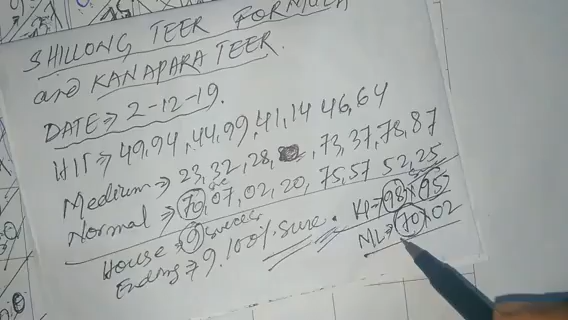 SHILLONG TEER FORMULA
and KANAPARA TEER.
DATE → 2-12-19.
HIT → 49,94,44,99,41,14 46,64
Medium → 23,32,28, ,73,37,78,87
Normal → 70,07,02,20,75,57 52,25
House → 9 success
Ending → 9.100% Sure.
K → 98,95
NL → 70,02